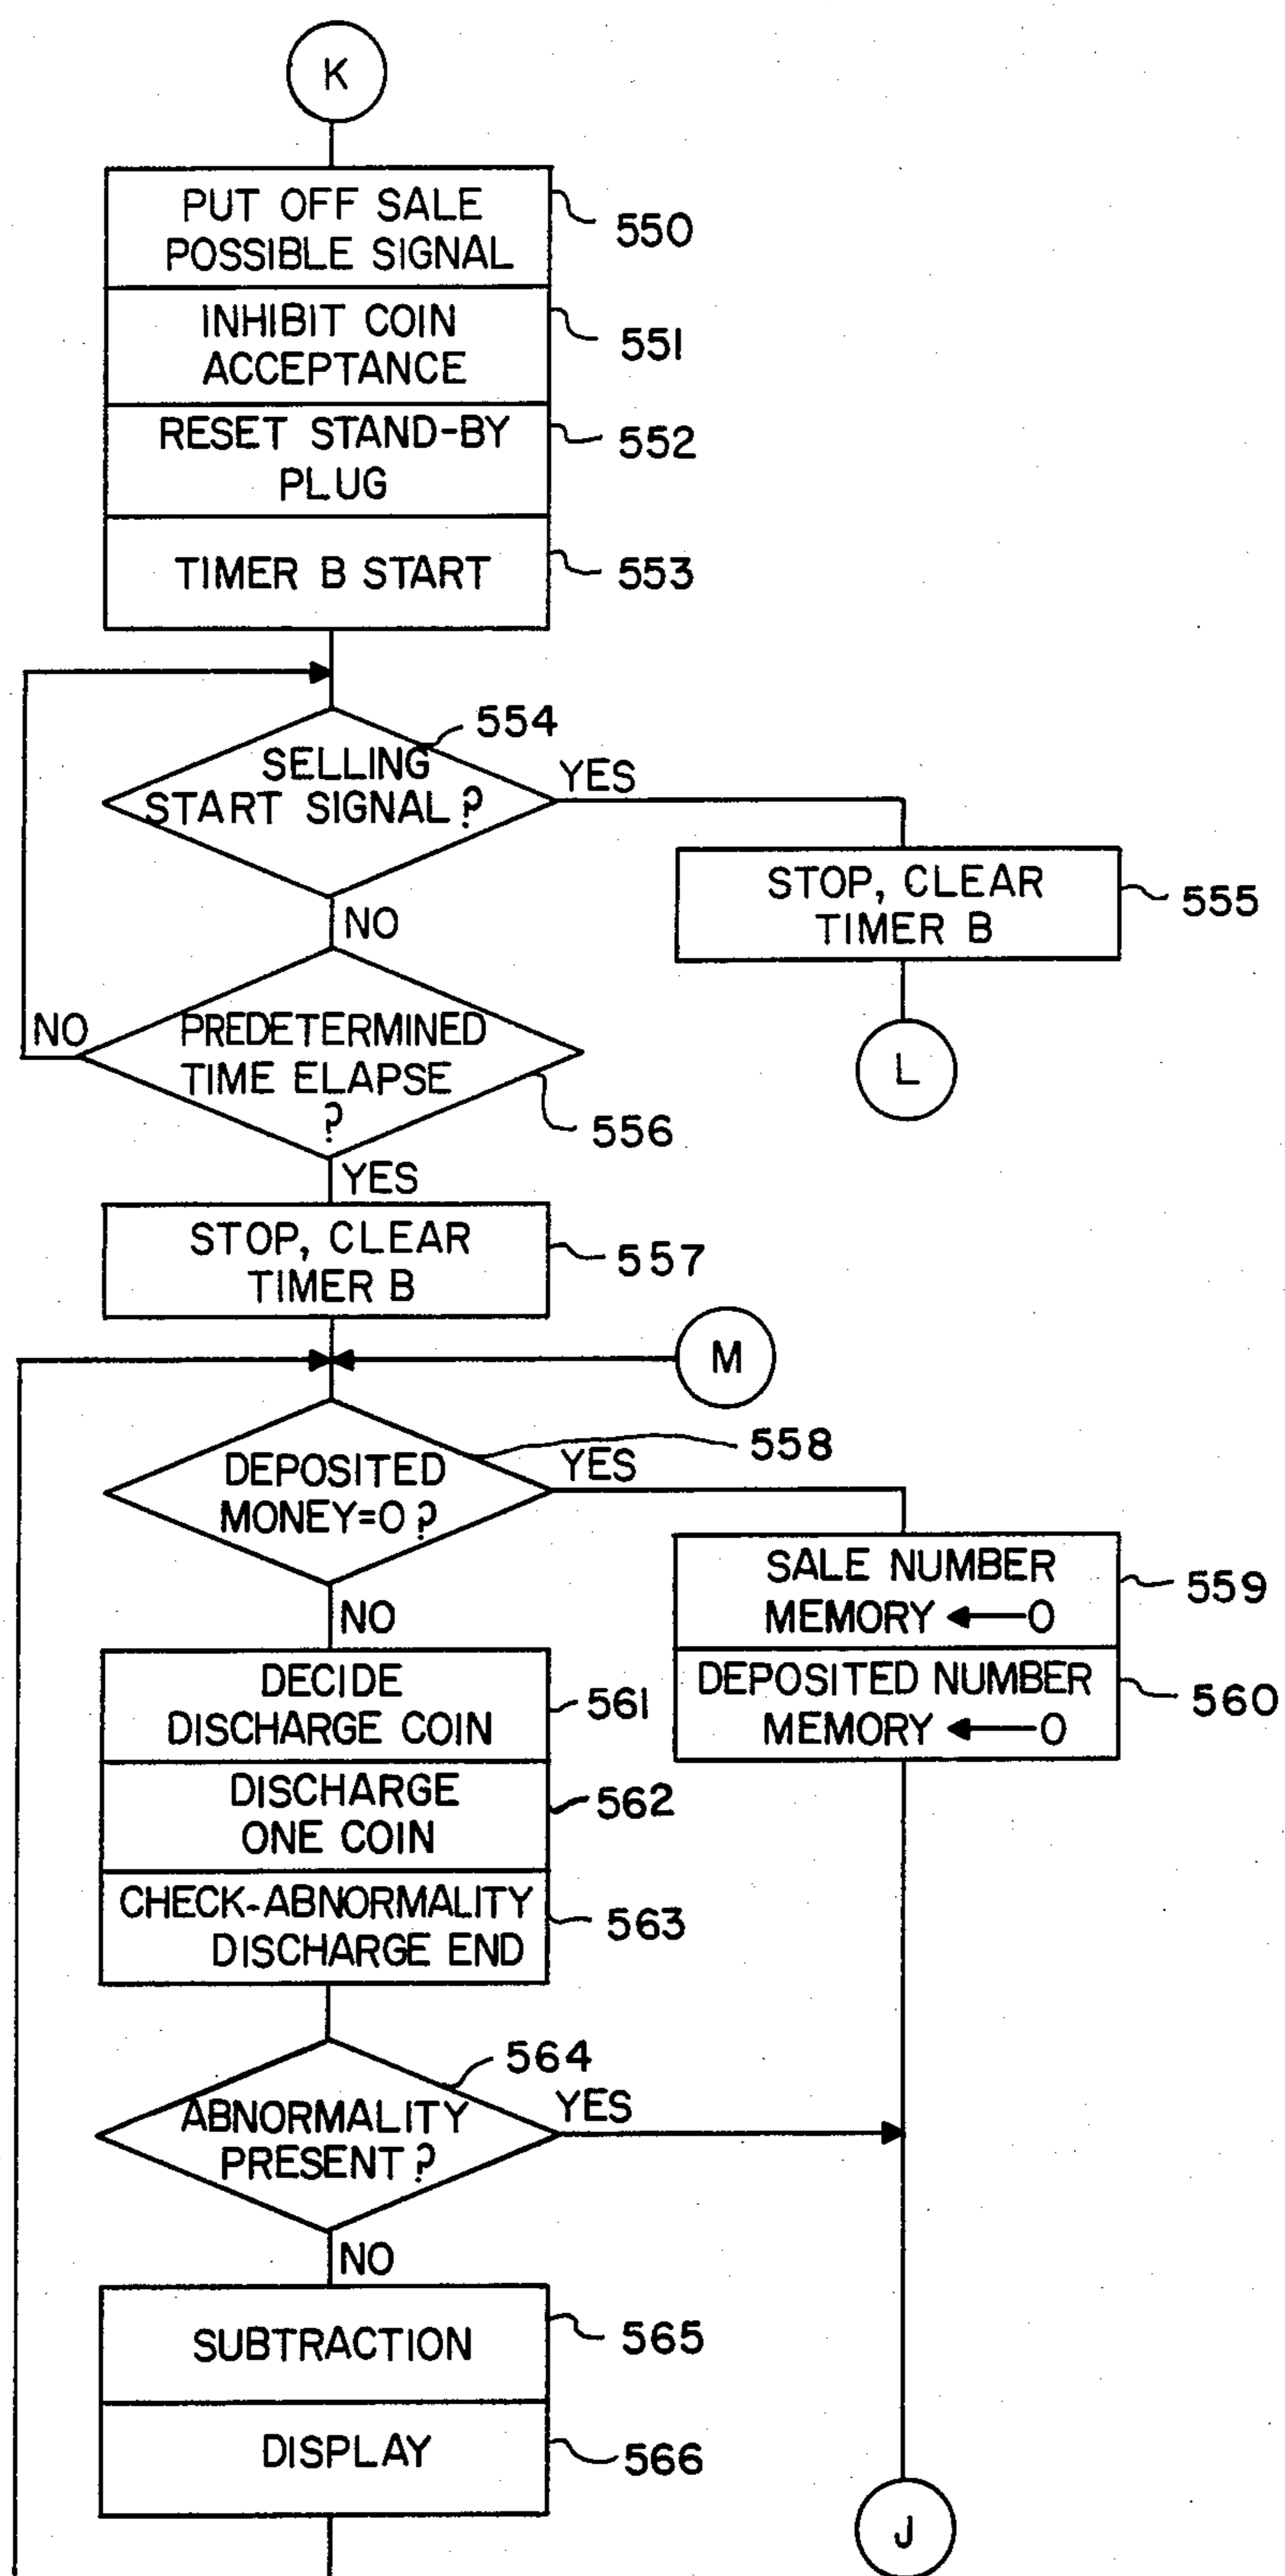 K
PUT OFF SALE
POSSIBLE SIGNAL
550
INHIBIT COIN
ACCEPTANCE
551
RESET STAND-BY
PLUG
552
TIMER B START
553
554
SELLING
START SIGNAL?
YES
STOP, CLEAR
TIMER B
555
NO
L
NO
PREDETERMINED
TIME ELAPSE
?
556
YES
STOP, CLEAR
TIMER B
557
M
558
DEPOSITED
MONEY=0?
YES
SALE NUMBER
MEMORY ←0
559
NO
DEPOSITED NUMBER
MEMORY ←0
560
DECIDE
DISCHARGE COIN
561
DISCHARGE
ONE COIN
562
CHECK-ABNORMALITY
DISCHARGE END
563
564
ABNORMALITY
PRESENT?
YES
NO
SUBTRACTION
565
DISPLAY
566
J